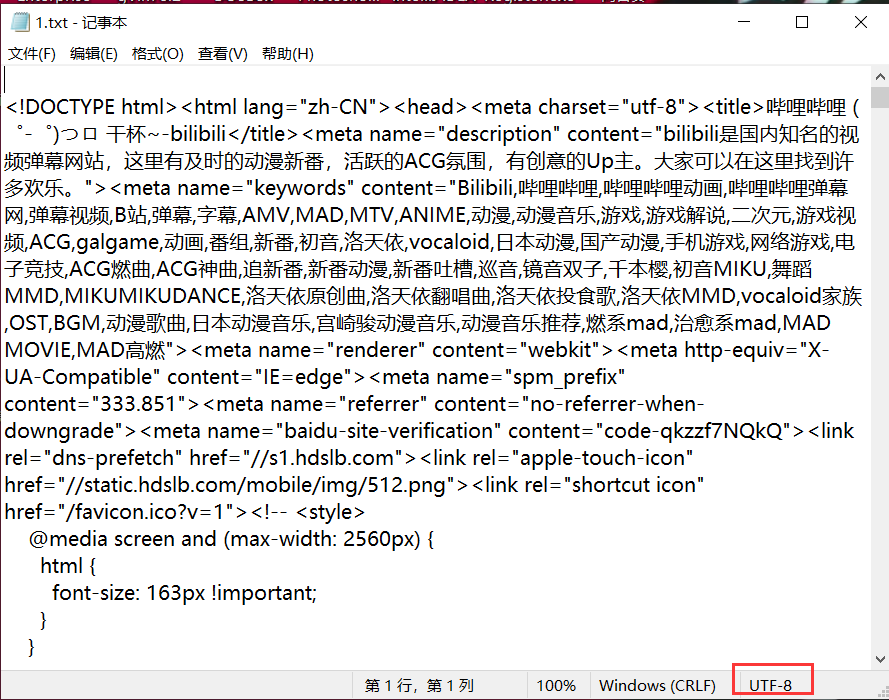 1.txt - 记事本
文件(F) 编辑(E) 格式(O) 查看(V) 帮助(H)
<!DOCTYPE html><html lang="zh-CN"><head><meta charset="utf-8"><title>哔哩哔哩 (
゜-゜)つロ 干杯~-bilibili</title><meta name="description" content="bilibili是国内知名的视
频弹幕网站，这里有及时的动漫新番，活跃的ACG氛围，有创意的Up主。大家可以在这里找到许
多欢乐。"><meta name="keywords" content="Bilibili,哔哩哔哩,哔哩哔哩动画,哔哩哔哩弹幕
网,弹幕视频,B站,弹幕,字幕,AMV,MAD,MTV,ANIME,动漫,动漫音乐,游戏,游戏解说,二次元,游戏视
频,ACG,galgame,动画,番组,新番,初音,洛天依,vocaloid,日本动漫,国产动漫,手机游戏,网络游戏,电
子竞技,ACG燃曲,ACG神曲,追新番,新番动漫,新番吐槽,巡音,镜音双子,千本樱,初音MIKU,舞蹈
MMD,MIKUMIKUDANCE,洛天依原创曲,洛天依翻唱曲,洛天依投食歌,洛天依MMD,vocaloid家族
,OST,BGM,动漫歌曲,日本动漫音乐,宫崎骏动漫音乐,动漫音乐推荐,燃系mad,治愈系mad,MAD
MOVIE,MAD高燃"><meta name="renderer" content="webkit"><meta http-equiv="X-
UA-Compatible" content="IE=edge"><meta name="spm_prefix"
content="333.851"><meta name="referrer" content="no-referrer-when-
downgrade"><meta name="baidu-site-verification" content="code-qkzzf7NQkQ"><link
rel="dns-prefetch" href="//s1.hdslb.com"><link rel="apple-touch-icon"
href="//static.hdslb.com/mobile/img/512.png"><link rel="shortcut icon"
href="/favicon.ico?v=1"><!-- <style>
@media screen and (max-width: 2560px) {
html {
font-size: 163px !important;
}
}
第 1 行，第 1 列 100% Windows (CRLF) UTF-8